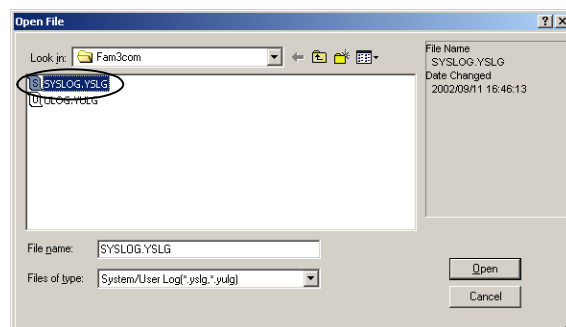 Open File
Look in: Fam3com
SYSLOG.YSLG
ULOG.YULG
File Name
SYSLOG.YSLG
Date Changed
2002/09/11 16:46:13
File name: SYSLOG.YSLG
Files of type: System/User Log(*.yslg,*.yulg)
Open
Cancel